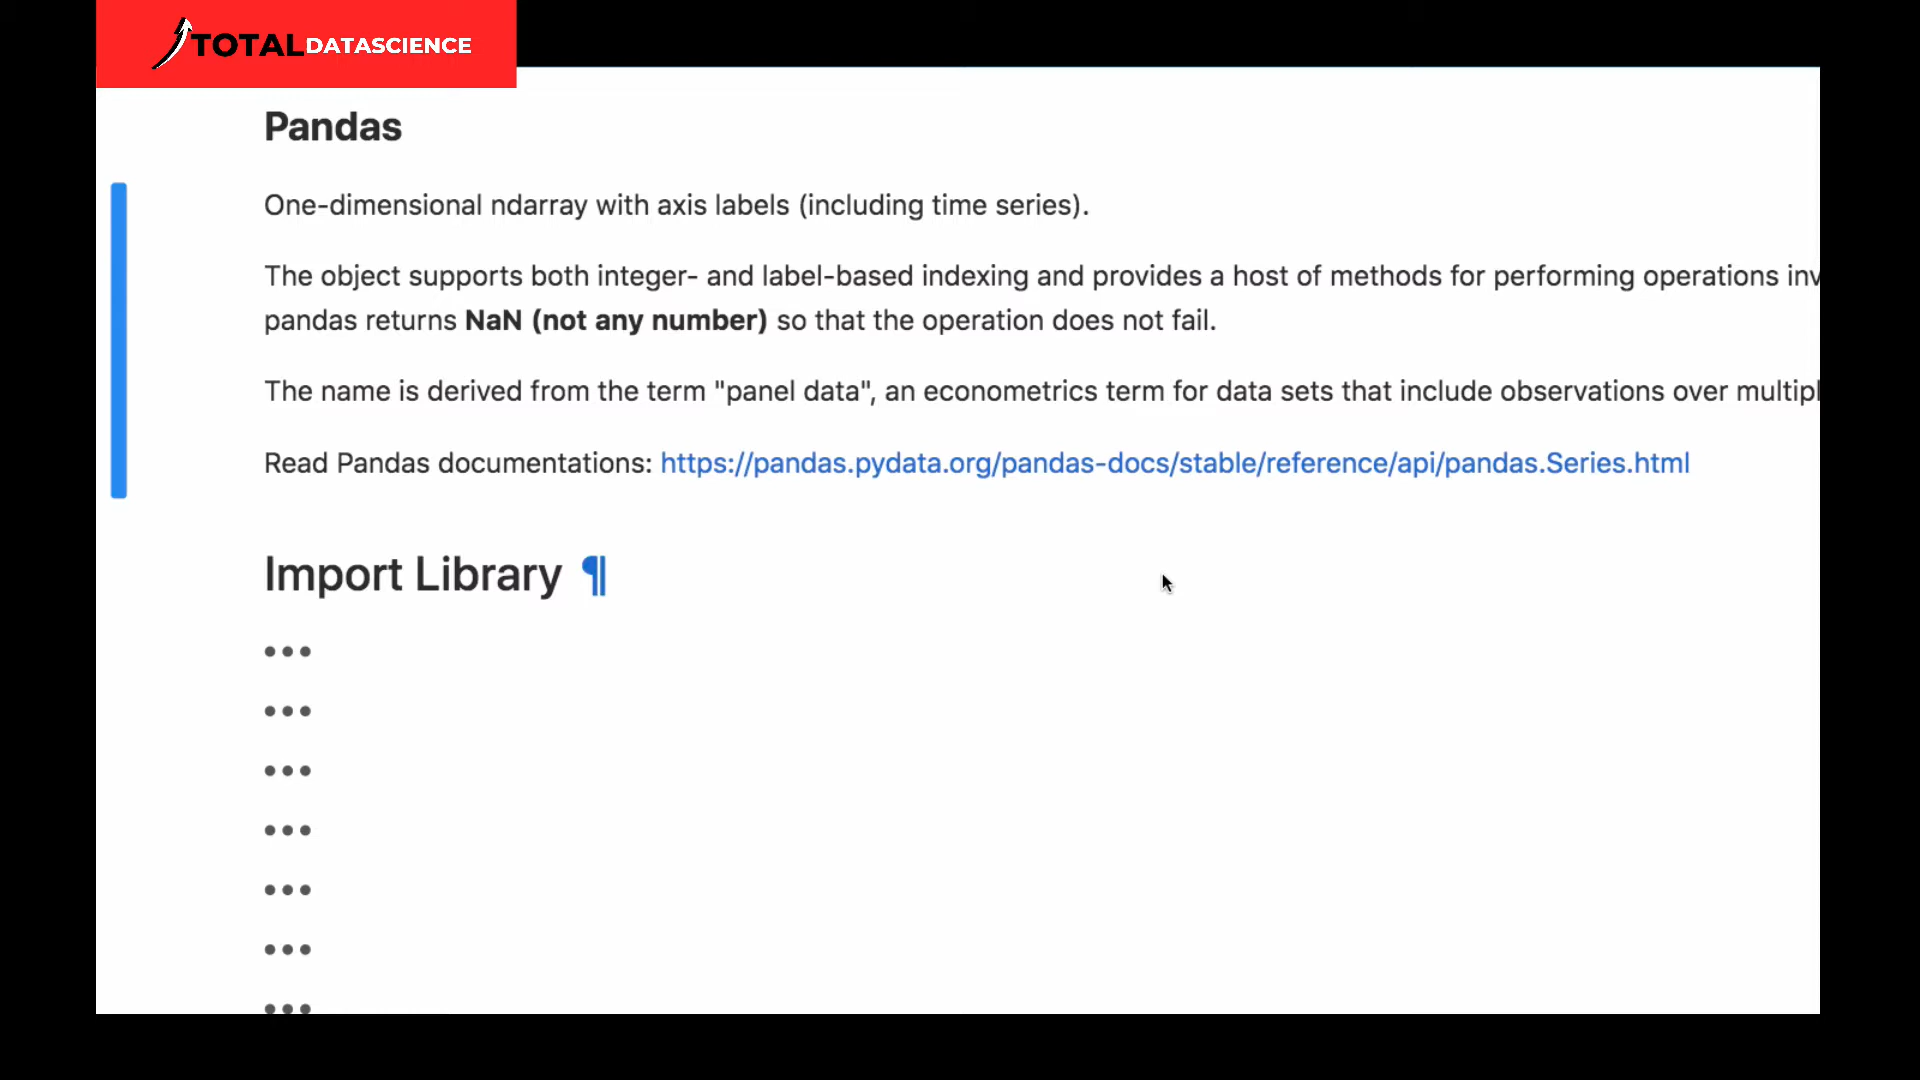 TOTALDATASCIENCE
Pandas
One-dimensional ndarray with axis labels (including time series).
The object supports both integer- and label-based indexing and provides a host of methods for performing operations inv
pandas returns NaN (not any number) so that the operation does not fail.
The name is derived from the term "panel data", an econometrics term for data sets that include observations over multipl
Read Pandas documentations: https://pandas.pydata.org/pandas-docs/stable/reference/api/pandas.Series.html
Import Library ¶